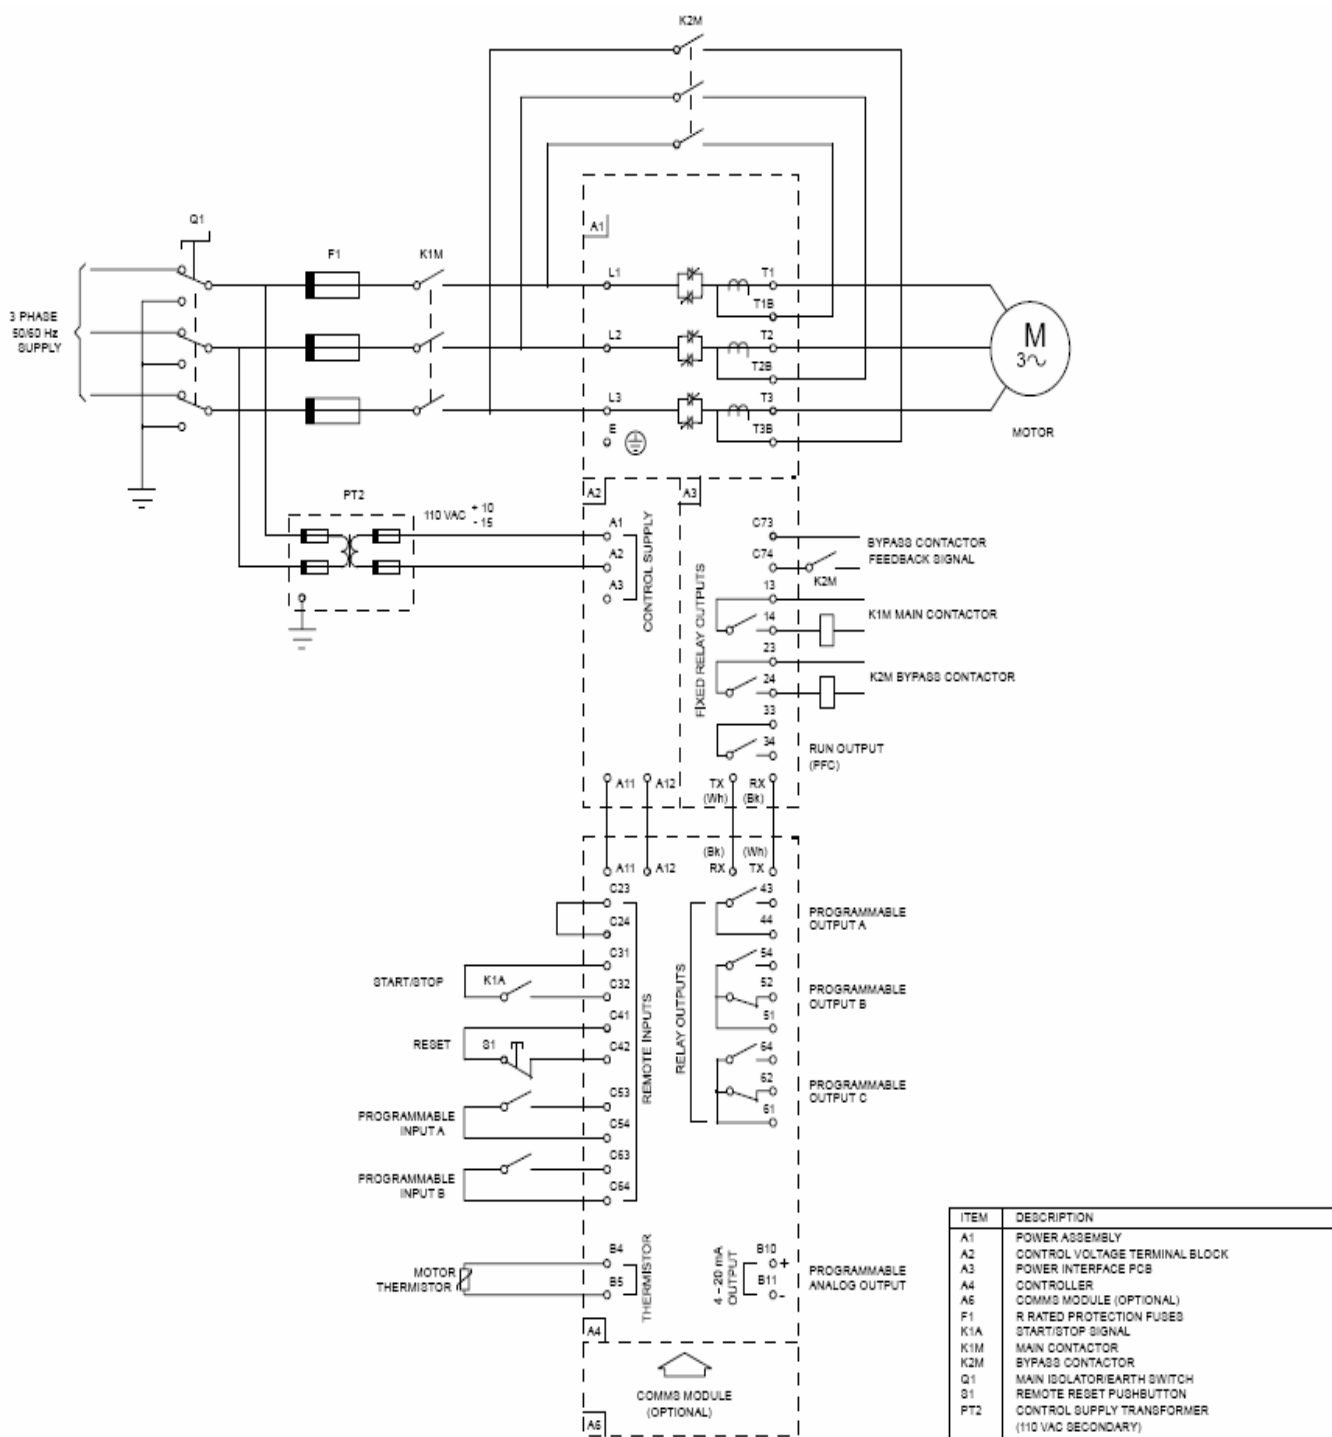 K2M
Q1
A1
F1
K1M
L1
T1
T1B
3 PHASE
50/60 Hz
SUPPLY
L2
T2
T2B
M
3
L3
T3
E
T3B
MOTOR
PT2
110 VAC + 10
- 15
A2
A3
A1
A2
A3
CONTROL SUPPLY
FIXED RELAY OUTPUTS
C73
C74
BYPASS CONTACTOR
FEEDBACK SIGNAL
K2M
13
14
K1M MAIN CONTACTOR
23
24
K2M BYPASS CONTACTOR
33
34
RUN OUTPUT
(PFC)
A11
A12
TX
(Wh)
RX
(Bk)
(Bk)
RX
(Wh)
TX
A11
A12
C23
C24
C31
START/STOP
K1A
C32
C41
RESET
S1
C42
C53
PROGRAMMABLE
INPUT A
C54
C63
PROGRAMMABLE
INPUT B
C64
REMOTE INPUTS
RELAY OUTPUTS
43
44
PROGRAMMABLE
OUTPUT A
54
52
51
PROGRAMMABLE
OUTPUT B
64
62
61
PROGRAMMABLE
OUTPUT C
MOTOR
THERMISTOR
B4
B5
THERMISTOR
4 - 20 mA
OUTPUT
B10 +
B11 -
PROGRAMMABLE
ANALOG OUTPUT
A4
COMMS MODULE
(OPTIONAL)
A6
ITEM DESCRIPTION
A1 POWER ASSEMBLY
A2 CONTROL VOLTAGE TERMINAL BLOCK
A3 POWER INTERFACE PCB
A4 CONTROLLER
A6 COMMS MODULE (OPTIONAL)
F1 R RATED PROTECTION FUSES
K1A START/STOP SIGNAL
K1M MAIN CONTACTOR
K2M BYPASS CONTACTOR
Q1 MAIN ISOLATOR/EARTH SWITCH
S1 REMOTE RESET PUSHBUTTON
PT2 CONTROL SUPPLY TRANSFORMER
(110 VAC SECONDARY)